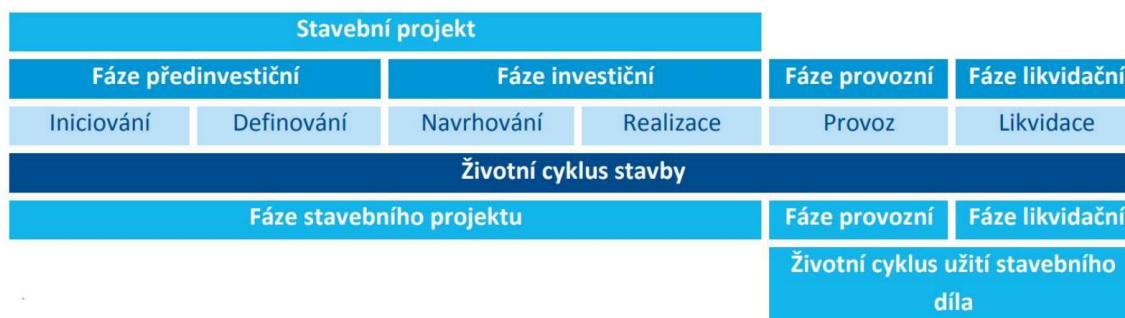 Stavební projekt
Fáze předinvestiční Fáze investiční Fáze provozní Fáze likvidační
Iniciování Definování Navrhování Realizace Provoz Likvidace
Životní cyklus stavby
Fáze stavebního projektu Fáze provozní Fáze likvidační
Životní cyklus užití stavebního
díla